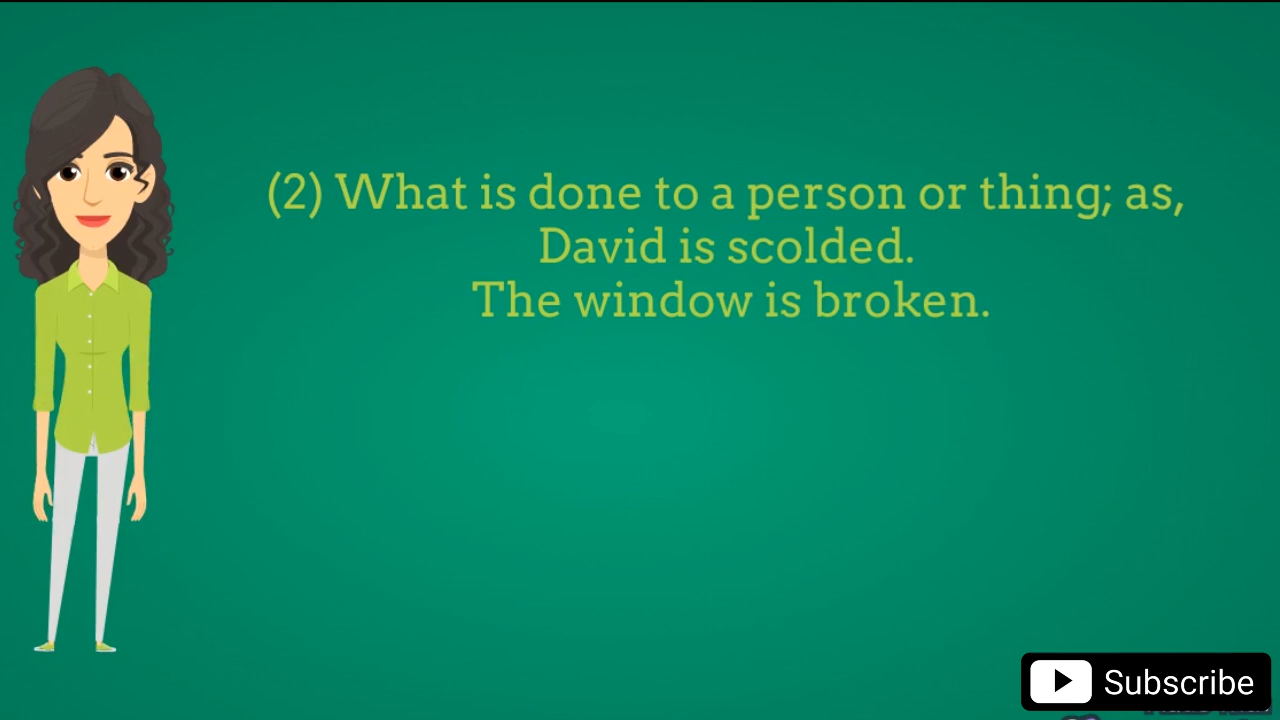 (2) What is done to a person or thing; as,
David is scolded.
The window is broken.
Subscribe